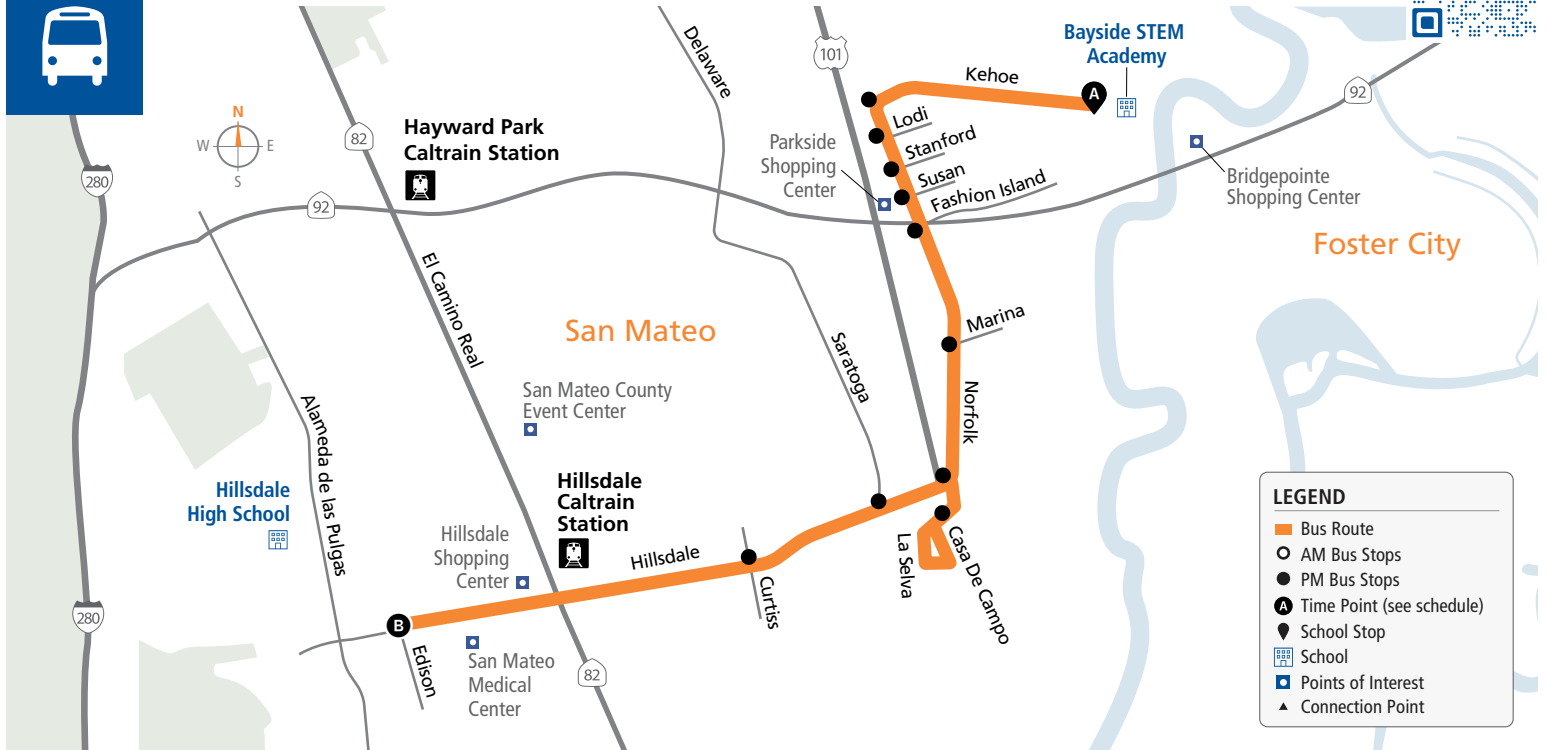 Bayside STEM
Academy
Delaware
101
Kehoe
A
92
82
N
W
E
S
Hayward Park
Caltrain Station
Lodi
Parkside
Shopping
Center
Stanford
Susan
Fashion Island
280
92
Bridgepointe
Shopping Center
Foster City
El Camino Real
San Mateo
Marina
Saratoga
Norfolk
San Mateo County
Event Center
Alameda de las Pulgas
Hillsdale
High School
Hillsdale
Caltrain
Station
Hillsdale
Shopping
Center
Hillsdale
La Selva
Casa De Campo
Curtiss
280
B
Edison
San Mateo
Medical
Center
82
LEGEND
Bus Route
AM Bus Stops
PM Bus Stops
A Time Point (see schedule)
School Stop
School
Points of Interest
Connection Point